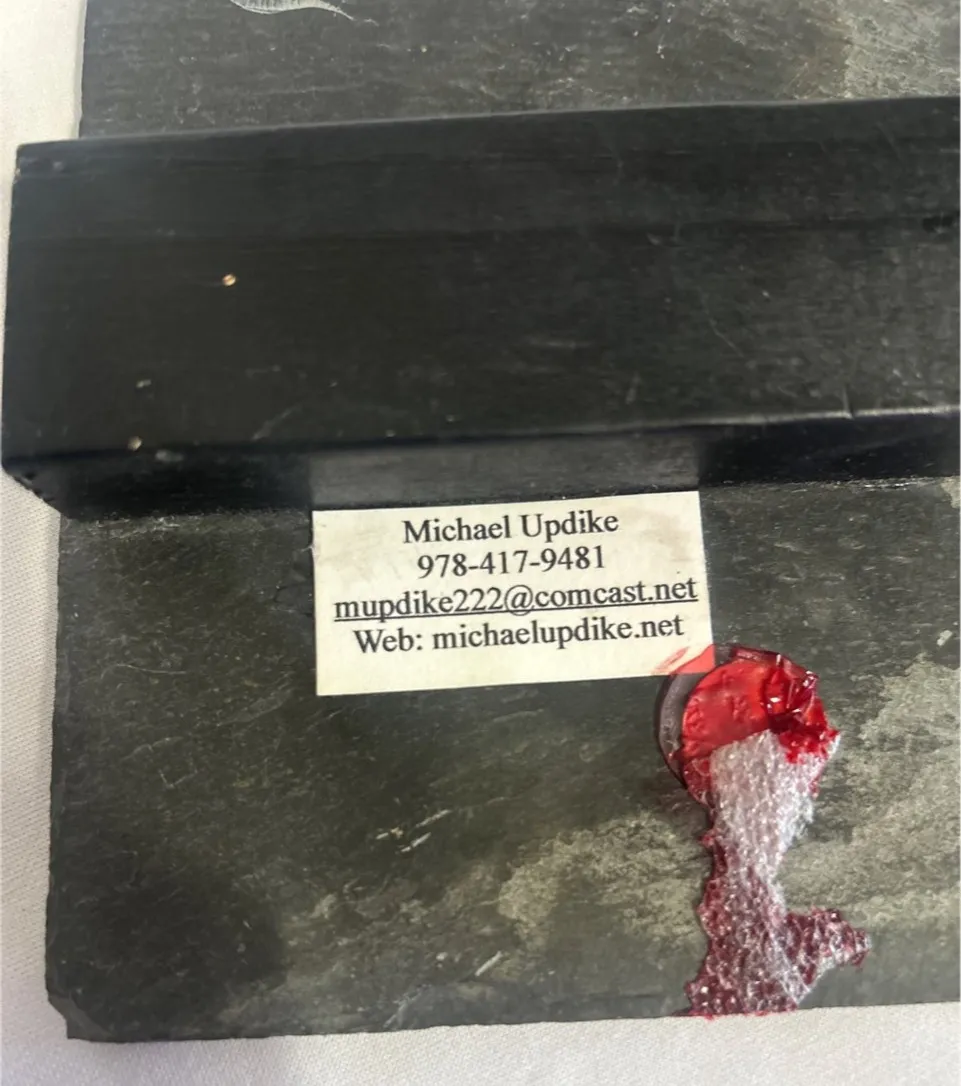 Michael Updike
978-417-9481
mupdike222@comcast.net
Web: michaelupdike.net